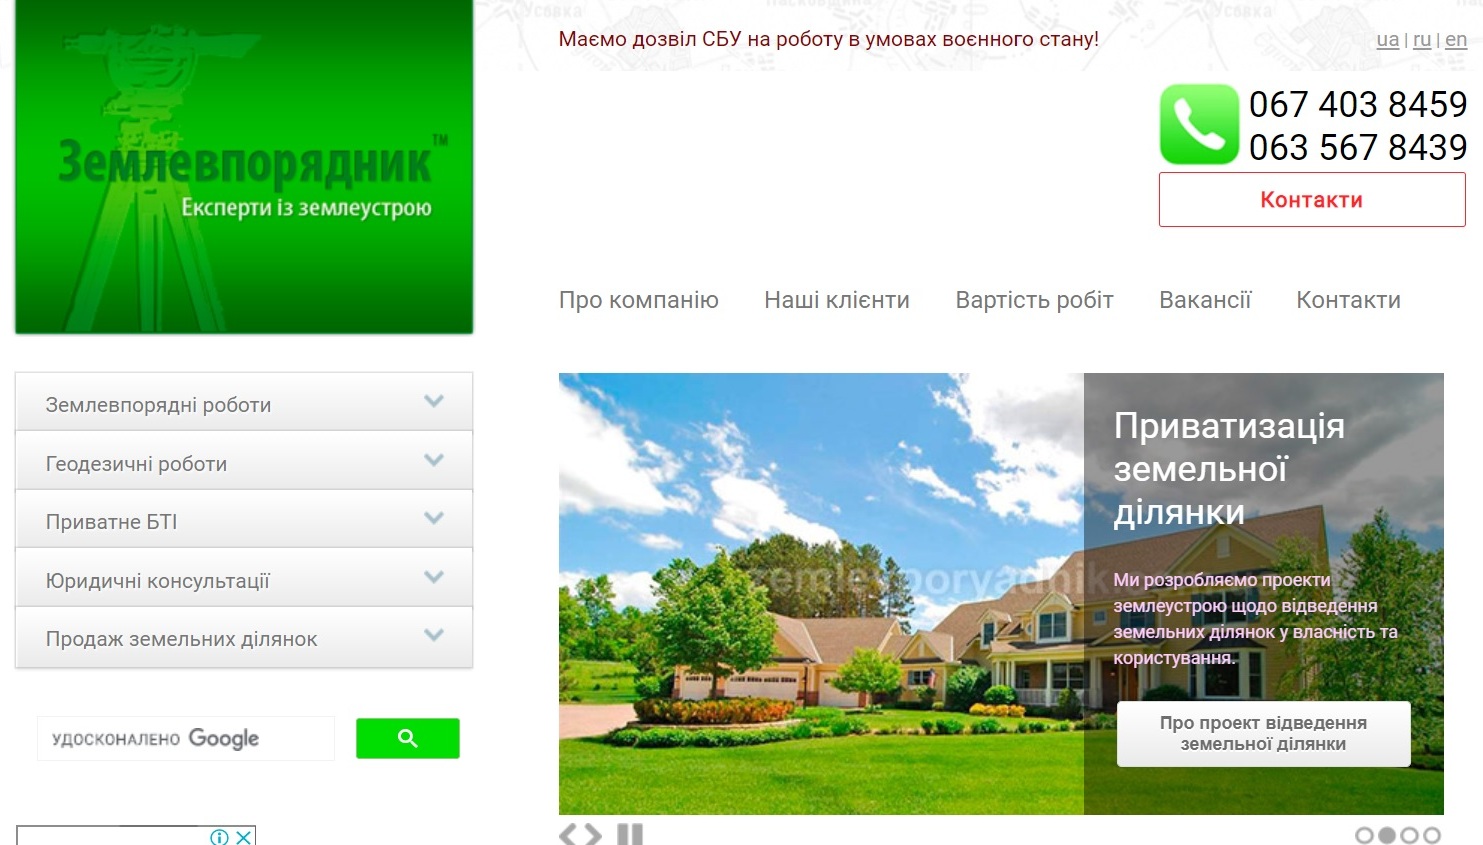 Усовка
Маємо дозвіл СБУ на роботу в умовах воєнного стану!
ua | ru | en
Землевпорядник™
Експерти із землеустрою
067 403 8459
063 567 8439
Контакти
Про компанію Наші клієнти Вартість робіт Вакансії Контакти
Землевпорядні роботи
Геодезичні роботи
Приватне БТІ
Юридичні консультації
Продаж земельних ділянок
УДОСКОНАЛЕНО Google
Приватизація
земельної
ділянки
zemlevporyadnik
Ми розробляємо проекти
землеустрою щодо відведення
земельних ділянок у власність та
користування.
Про проект відведення
земельної ділянки